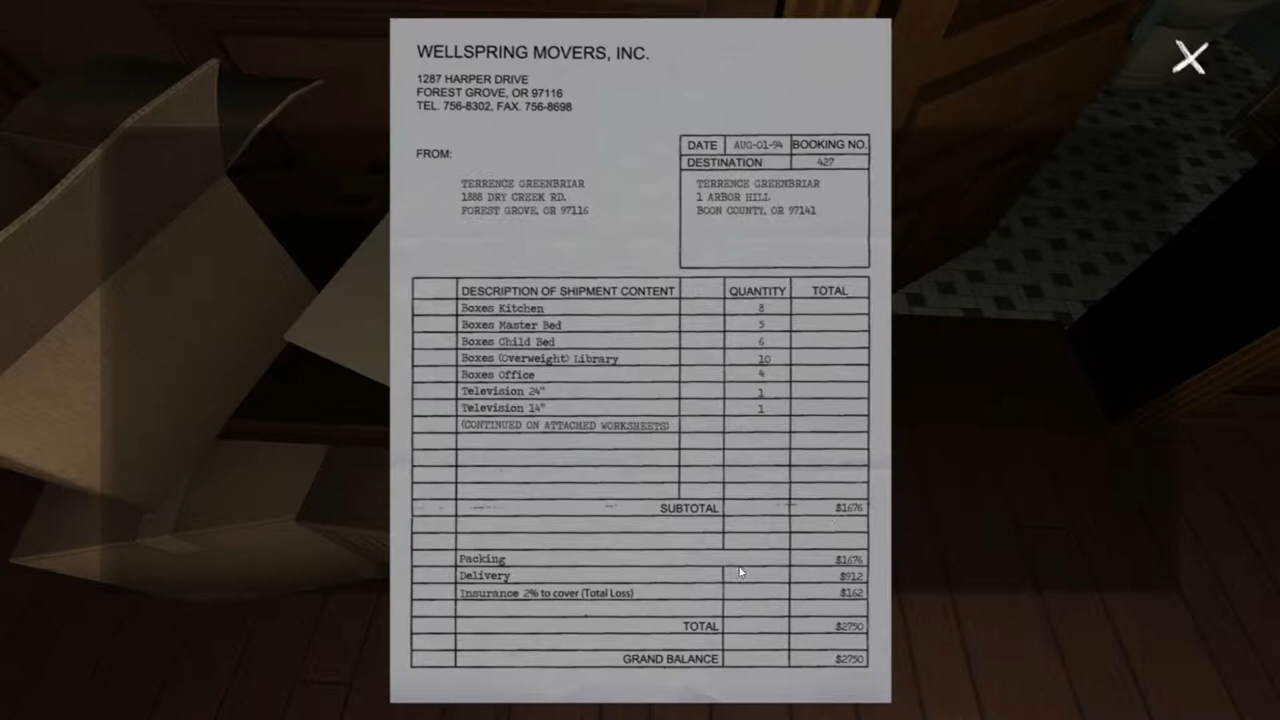 WELLSPRING MOVERS, INC.
1287 HARPER DRIVE
FOREST GROVE, OR 97116
TEL. 756-8302, FAX. 756-8698
DATE AUG-01-94 BOOKING NO.
FROM:
DESTINATION 427
TERRENCE GREENBRIAR
1888 DRY CREEK RD.
FOREST GROVE, OR 97116
TERRENCE GREENBRIAR
1 ARBOR HILL
BOON COUNTY, OR 97141
DESCRIPTION OF SHIPMENT CONTENT QUANTITY TOTAL
Boxes Kitchen 8
Boxes Master Bed 5
Boxes Child Bed 6
Boxes (Overweight) Library 10
Boxes Office 4
Television 24" 1
Television 14" 1
(CONTINUED ON ATTACHED WORKSHEETS)
SUBTOTAL $1676
Packing $1676
Delivery $912
Insurance 2% to cover (Total Loss) $162
TOTAL $2750
GRAND BALANCE $2750